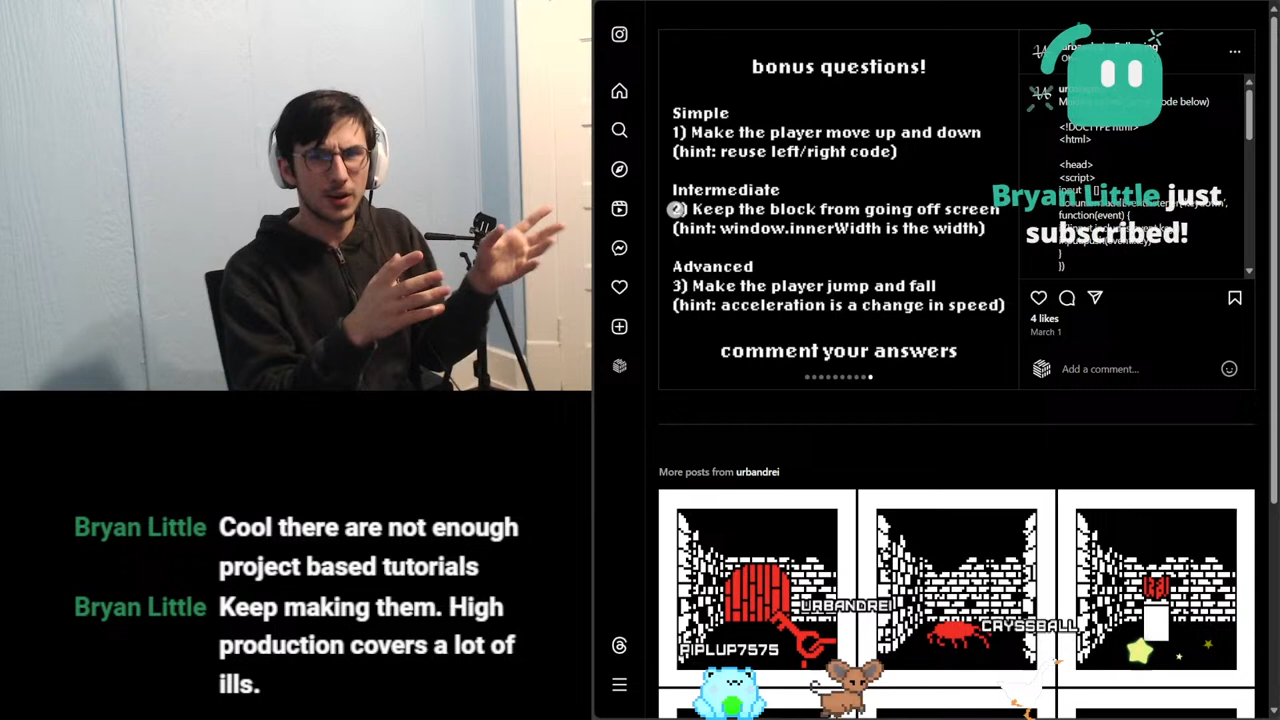 bonus questions!
Simple
1) Make the player move up and down
(hint: reuse left/right code)
Intermediate
Keep the block from going off screen
(hint: window.innerWidth is the width)
Advanced
3) Make the player jump and fall
(hint: acceleration is a change in speed)
comment your answers
<!DOCTYPE html>
<html>
<head>
<script>
Bryan Little just
subscribed!
function(event) {
}
})
4 likes
March 1
Add a comment...
More posts from urbandrei
URBANDREI
CRYSSBALL
PIPLUP7575
Bryan Little Cool there are not enough
project based tutorials
Bryan Little Keep making them. High
production covers a lot of
ills.